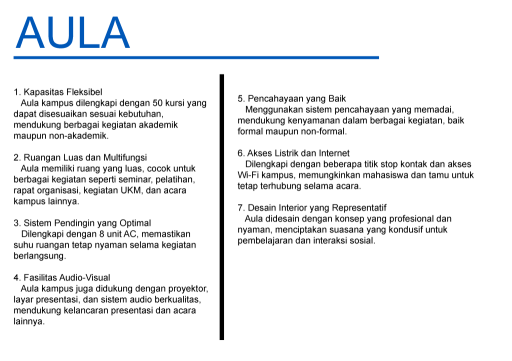 AULA
1. Kapasitas Fleksibel
Aula kampus dilengkapi dengan 50 kursi yang
dapat disesuaikan sesuai kebutuhan,
mendukung berbagai kegiatan akademik
maupun non-akademik.
2. Ruangan Luas dan Multifungsi
Aula memiliki ruang yang luas, cocok untuk
berbagai kegiatan seperti seminar, pelatihan,
rapat organisasi, kegiatan UKM, dan acara
kampus lainnya.
3. Sistem Pendingin yang Optimal
Dilengkapi dengan 8 unit AC, memastikan
suhu ruangan tetap nyaman selama kegiatan
berlangsung.
4. Fasilitas Audio-Visual
Aula kampus juga didukung dengan proyektor,
layar presentasi, dan sistem audio berkualitas,
mendukung kelancaran presentasi dan acara
lainnya.
5. Pencahayaan yang Baik
Menggunakan sistem pencahayaan yang memadai,
mendukung kenyamanan dalam berbagai kegiatan, baik
formal maupun non-formal.
6. Akses Listrik dan Internet
Dilengkapi dengan beberapa titik stop kontak dan akses
Wi-Fi kampus, memungkinkan mahasiswa dan tamu untuk
tetap terhubung selama acara.
7. Desain Interior yang Representatif
Aula didesain dengan konsep yang profesional dan
nyaman, menciptakan suasana yang kondusif untuk
pembelajaran dan interaksi sosial.